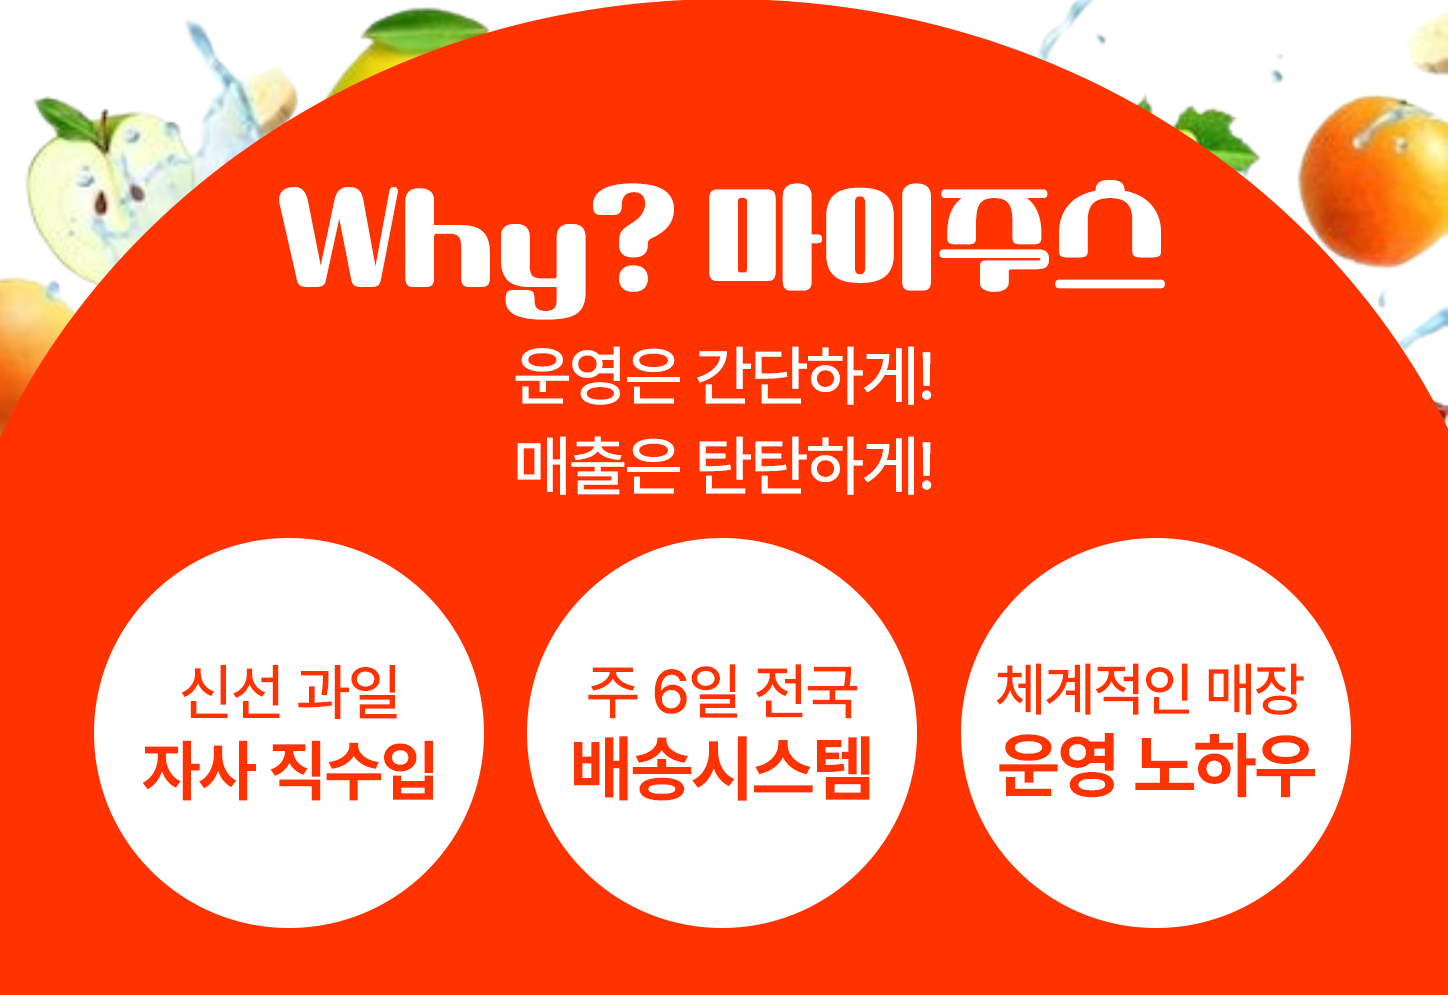 Why? 마이쥬스
운영은 간단하게!
매출은 탄탄하게!
신선 과일
자사 직수입
주 6일 전국
배송시스템
체계적인 매장
운영 노하우